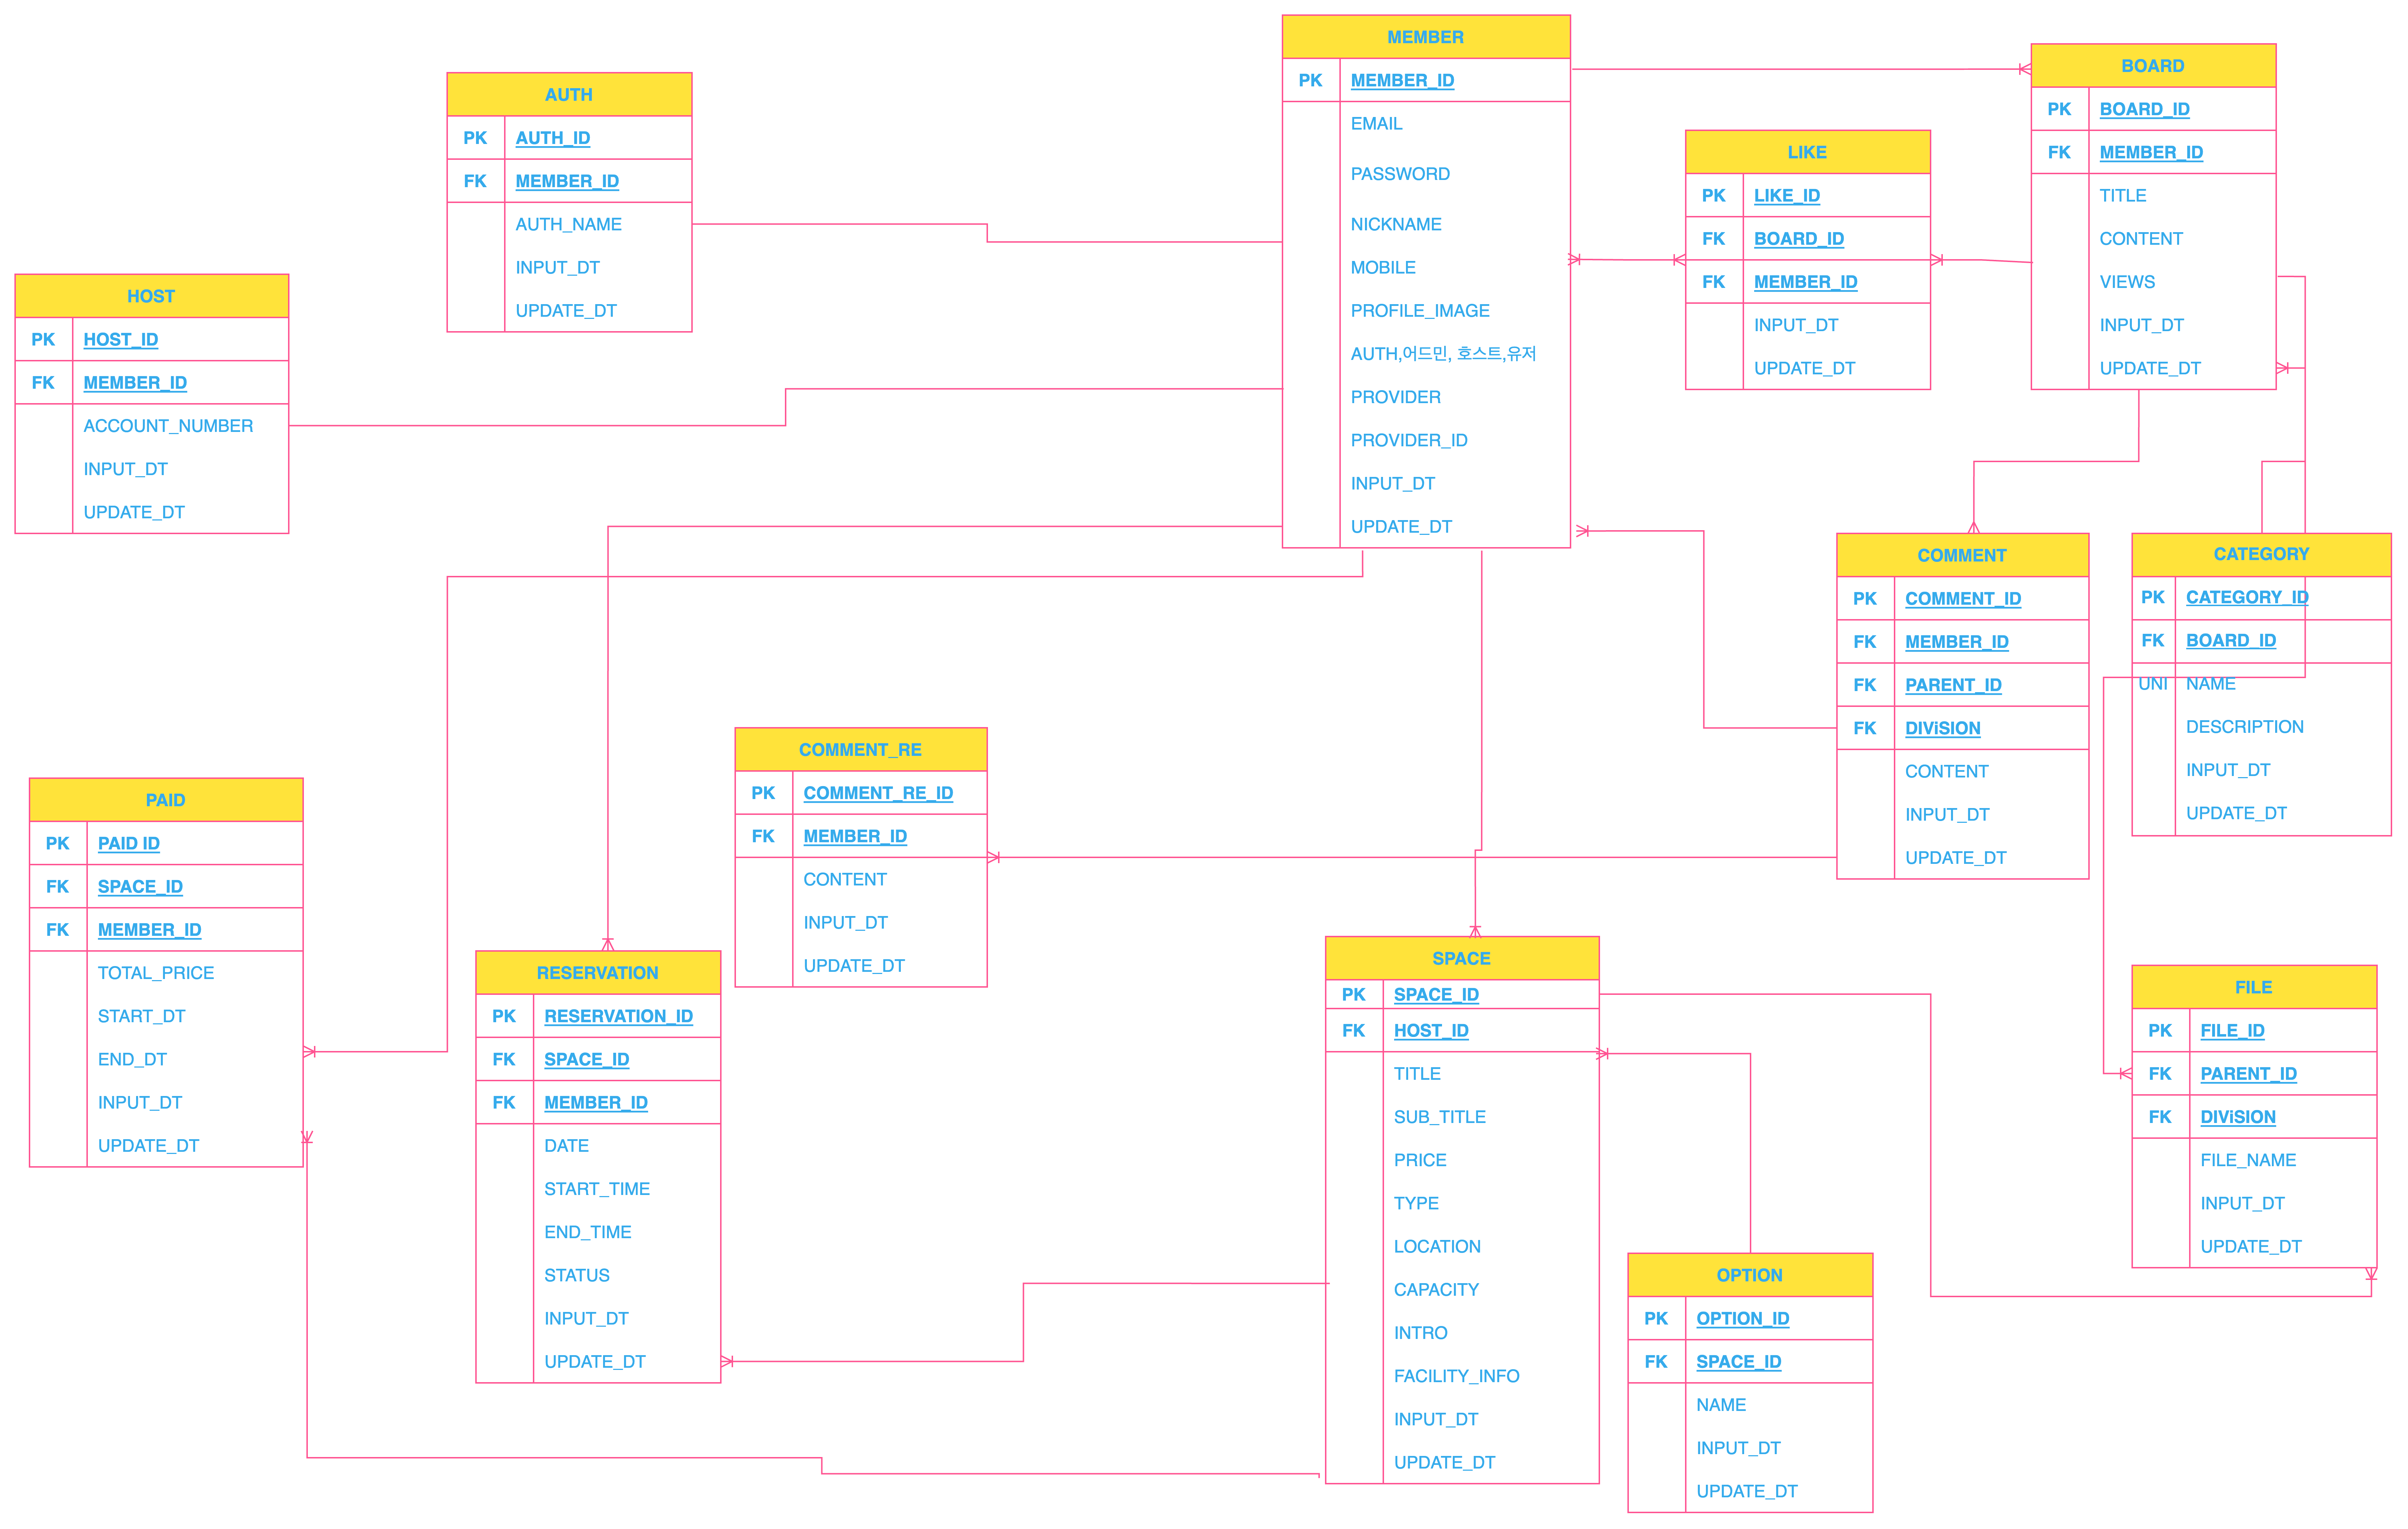 MEMBER
PK MEMBER_ID
EMAIL
PASSWORD
NICKNAME
MOBILE
PROFILE_IMAGE
AUTH,어드민, 호스트,유저
PROVIDER
PROVIDER_ID
INPUT_DT
UPDATE_DT
BOARD
PK BOARD_ID
FK MEMBER_ID
TITLE
CONTENT
VIEWS
INPUT_DT
UPDATE_DT
AUTH
PK AUTH_ID
FK MEMBER_ID
AUTH_NAME
INPUT_DT
UPDATE_DT
LIKE
PK LIKE_ID
FK BOARD_ID
FK MEMBER_ID
INPUT_DT
UPDATE_DT
HOST
PK HOST_ID
FK MEMBER_ID
ACCOUNT_NUMBER
INPUT_DT
UPDATE_DT
COMMENT
PK COMMENT_ID
FK MEMBER_ID
FK PARENT_ID
FK DIViSION
CONTENT
INPUT_DT
UPDATE_DT
CATEGORY
PK CATEGORY_ID
FK BOARD_ID
UNI NAME
DESCRIPTION
INPUT_DT
UPDATE_DT
COMMENT_RE
PK COMMENT_RE_ID
FK MEMBER_ID
CONTENT
INPUT_DT
UPDATE_DT
PAID
PK PAID ID
FK SPACE_ID
FK MEMBER_ID
TOTAL_PRICE
START_DT
END_DT
INPUT_DT
UPDATE_DT
RESERVATION
PK RESERVATION_ID
FK SPACE_ID
FK MEMBER_ID
DATE
START_TIME
END_TIME
STATUS
INPUT_DT
UPDATE_DT
SPACE
PK SPACE_ID
FK HOST_ID
TITLE
SUB_TITLE
PRICE
TYPE
LOCATION
CAPACITY
INTRO
FACILITY_INFO
INPUT_DT
UPDATE_DT
FILE
PK FILE_ID
FK PARENT_ID
FK DIViSION
FILE_NAME
INPUT_DT
UPDATE_DT
OPTION
PK OPTION_ID
FK SPACE_ID
NAME
INPUT_DT
UPDATE_DT